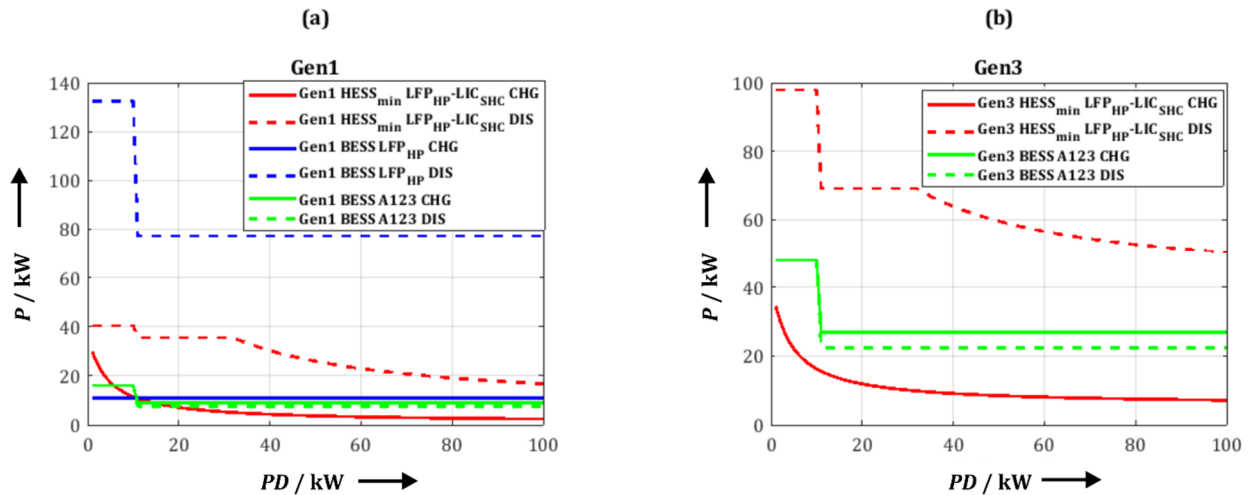 (a)
Gen1
140
120
100
80
60
40
20
0
P / kW
Gen1 HESSmin LFPHP-LICSHC CHG
Gen1 HESSmin LFPHP-LICSHC DIS
Gen1 BESS LFPHP CHG
Gen1 BESS LFPHP DIS
Gen1 BESS A123 CHG
Gen1 BESS A123 DIS
0 20 40 60 80 100
PD / kW
(b)
Gen3
100
80
60
40
20
0
P / kW
Gen3 HESSmin LFPHP-LICSHC CHG
Gen3 HESSmin LFPHP-LICSHC DIS
Gen3 BESS A123 CHG
Gen3 BESS A123 DIS
0 20 40 60 80 100
PD / kW